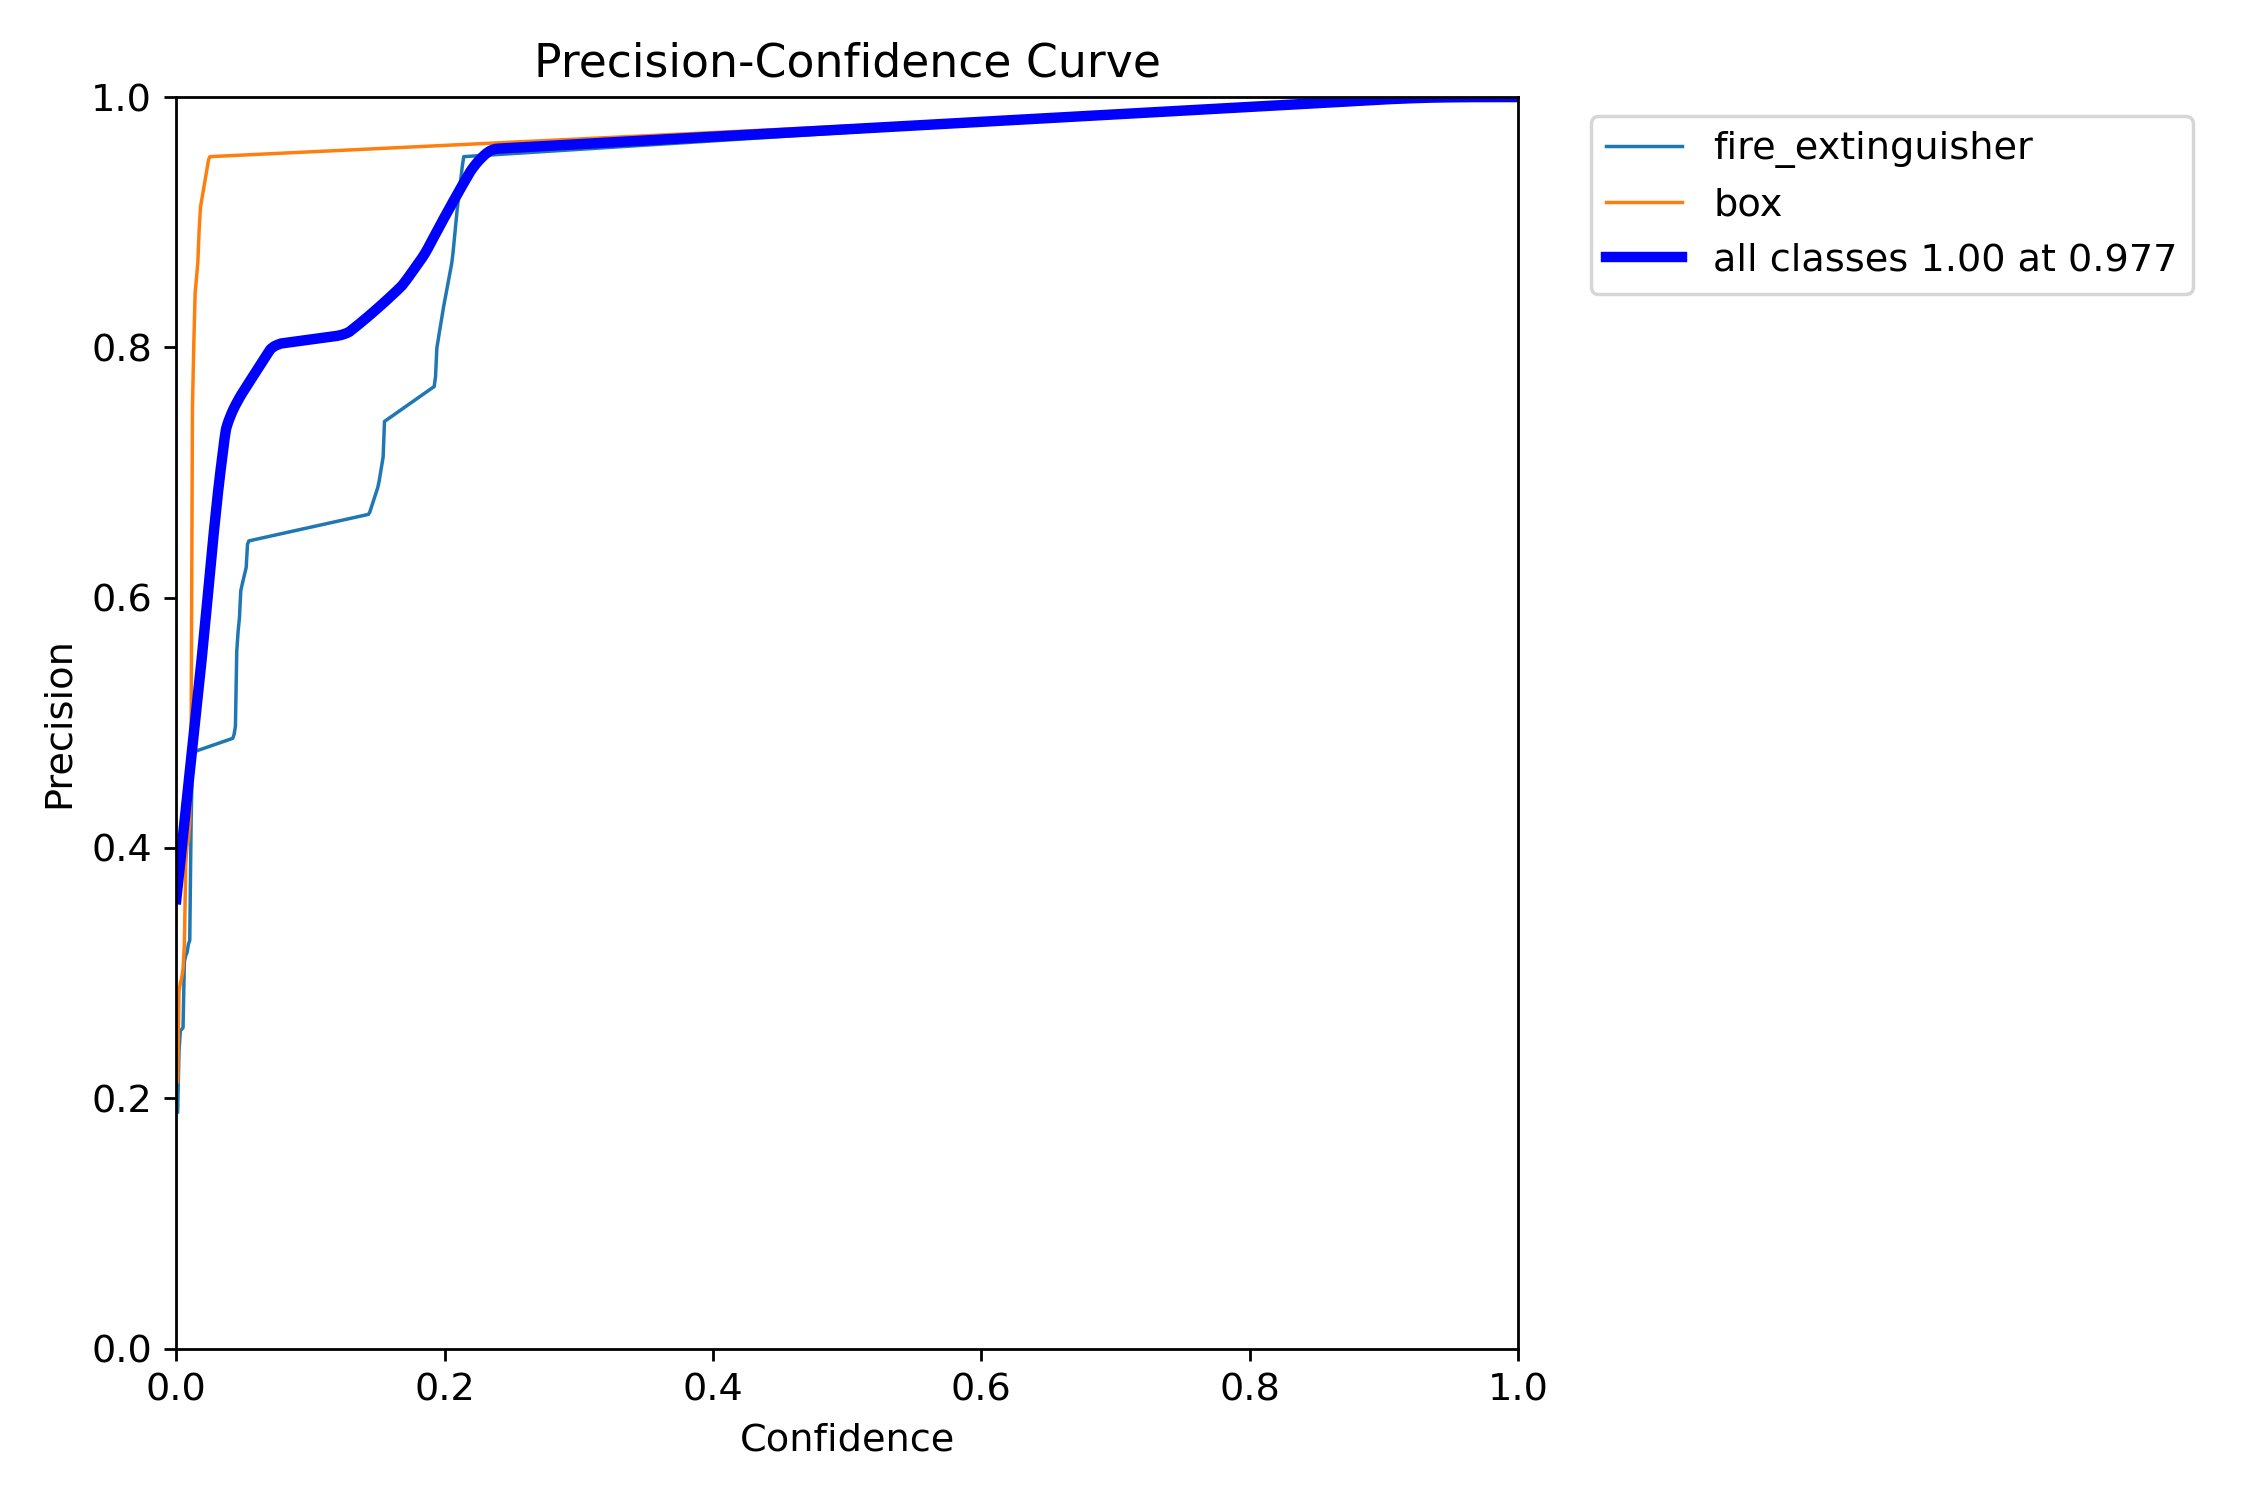 Precision-Confidence Curve
1.0
0.8
0.6
0.4
0.2
0.0
Precision
0.0 0.2 0.4 0.6 0.8 1.0
Confidence
fire_extinguisher
box
all classes 1.00 at 0.977